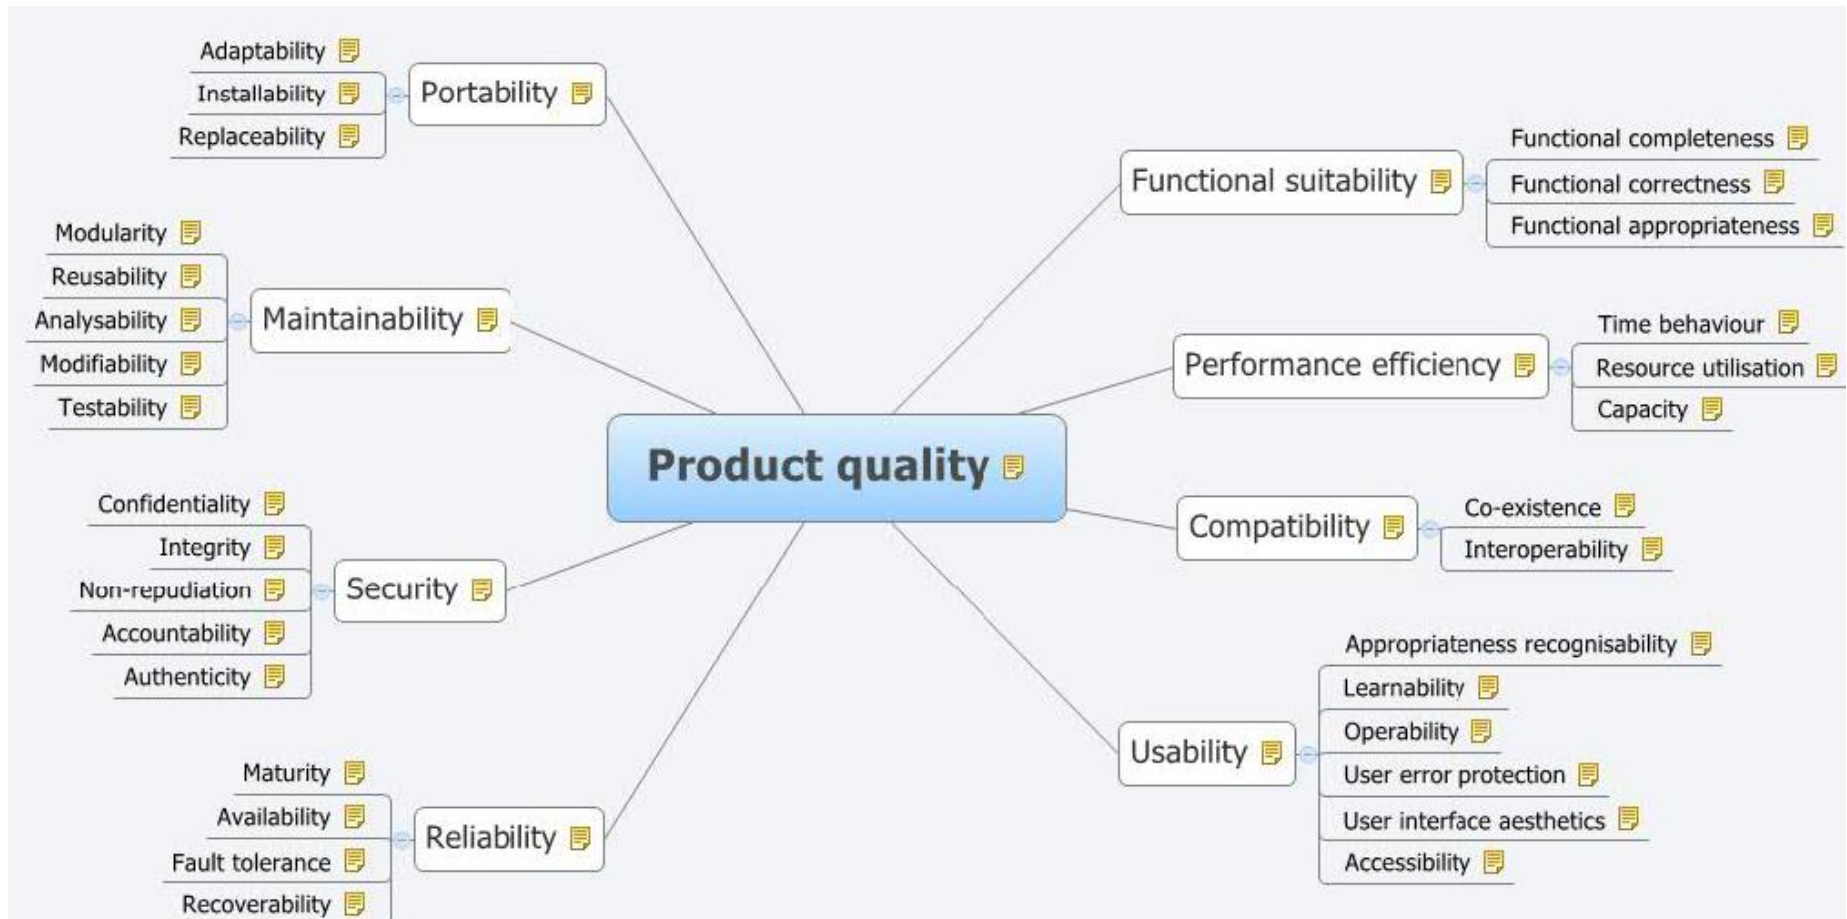 Product quality
Functional suitability
Functional completeness
Functional correctness
Functional appropriateness
Performance efficiency
Time behaviour
Resource utilisation
Capacity
Compatibility
Co-existence
Interoperability
Usability
Appropriateness recognisability
Learnability
Operability
User error protection
User interface aesthetics
Accessibility
Portability
Adaptability
Installability
Replaceability
Maintainability
Modularity
Reusability
Analysability
Modifiability
Testability
Security
Confidentiality
Integrity
Non-repudiation
Accountability
Authenticity
Reliability
Maturity
Availability
Fault tolerance
Recoverability